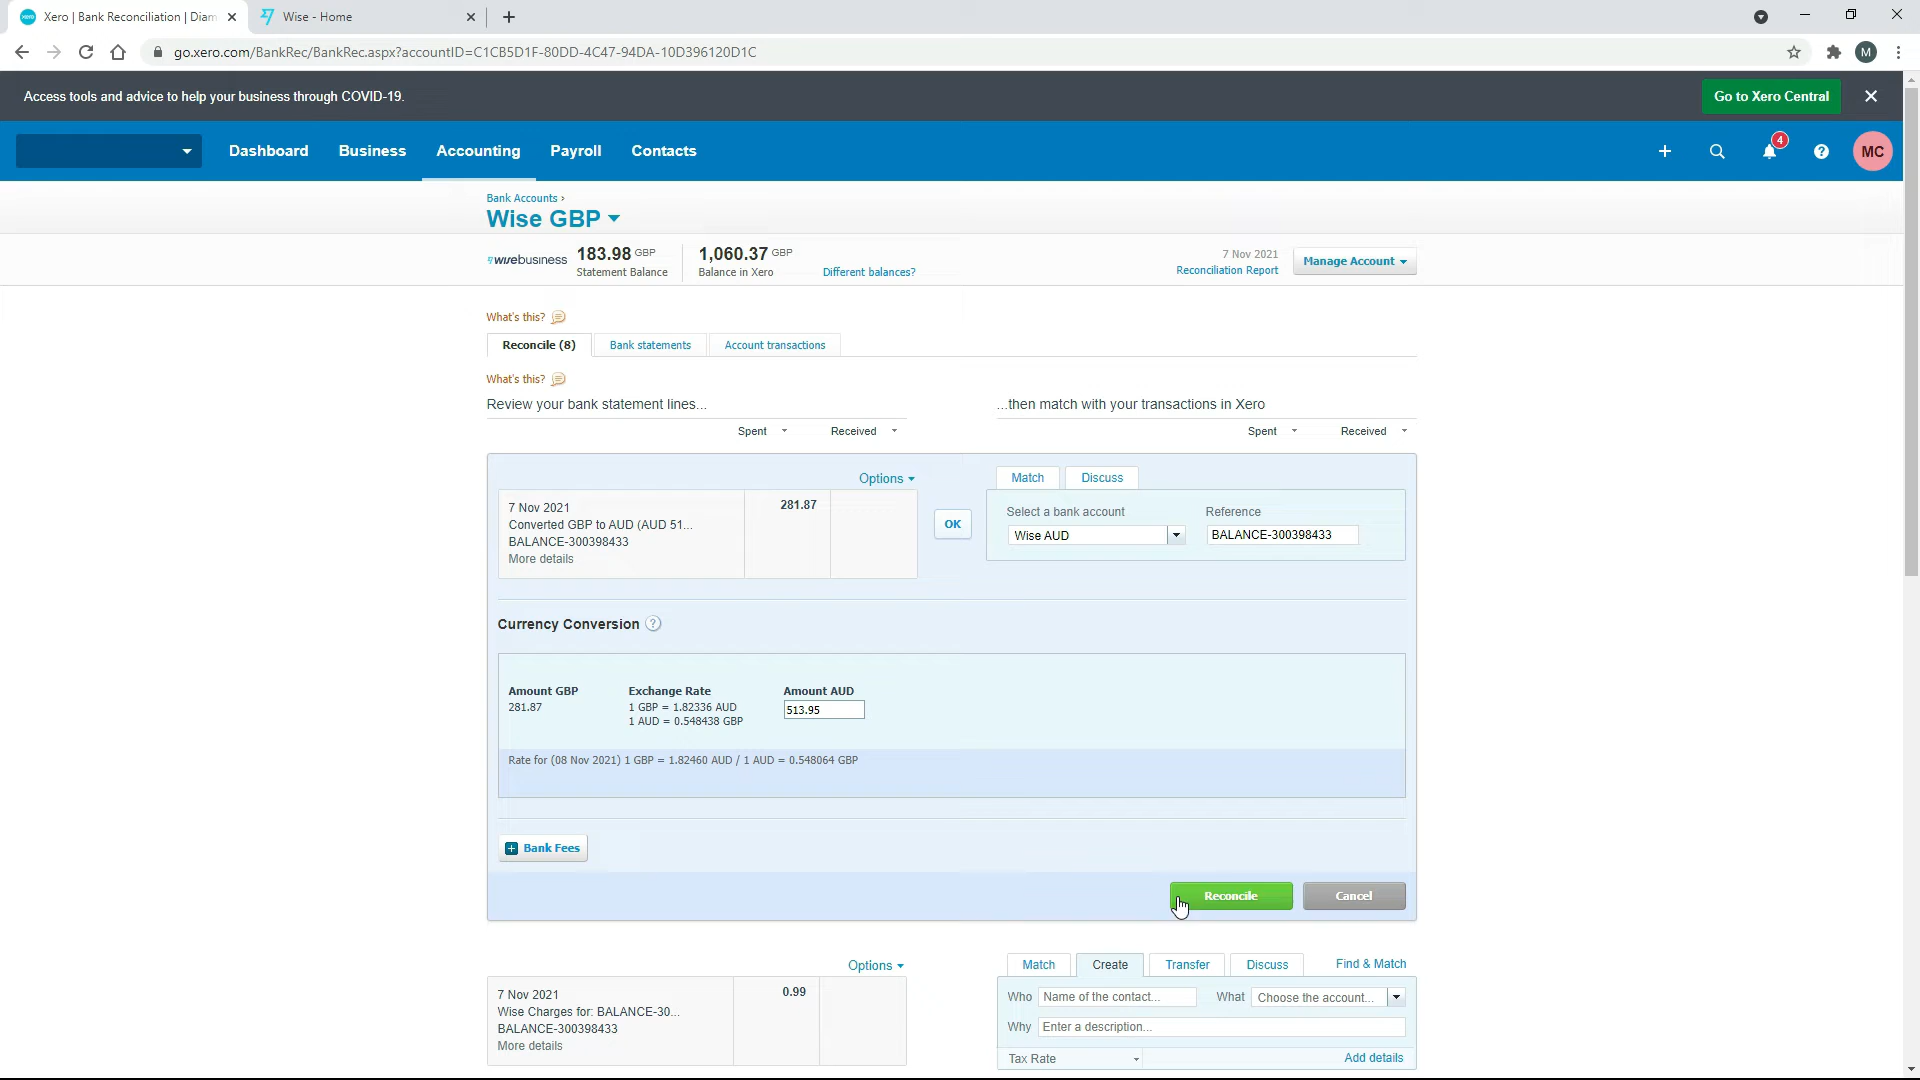 Xero | Bank Reconciliation | Diam
Wise - Home
go.xero.com/BankRec/BankRec.aspx?accountID=C1CB5D1F-80DD-4C47-94DA-10D396120D1C
M
Access tools and advice to help your business through COVID-19.
Go to Xero Central
Dashboard Business Accounting Payroll Contacts
4
MC
Bank Accounts ›
Wise GBP
wisebusiness
183.98 GBP
Statement Balance
1,060.37 GBP
Balance in Xero
Different balances?
7 Nov 2021
Reconciliation Report
Manage Account
What's this?
Reconcile (8) Bank statements Account transactions
What's this?
Review your bank statement lines... ...then match with your transactions in Xero
Spent Received Spent Received
Options
Match Discuss
7 Nov 2021
Converted GBP to AUD (AUD 51...
BALANCE-300398433
More details
281.87
OK
Select a bank account Reference
Wise AUD BALANCE-300398433
Currency Conversion ?
Amount GBP Exchange Rate Amount AUD
281.87 1 GBP = 1.82336 AUD 513.95
1 AUD = 0.548438 GBP
Rate for (08 Nov 2021) 1 GBP = 1.82460 AUD / 1 AUD = 0.548064 GBP
+ Bank Fees
Reconcile Cancel
Options
Match Create Transfer Discuss Find & Match
7 Nov 2021
Wise Charges for: BALANCE-30...
BALANCE-300398433
More details
0.99
Who Name of the contact... What Choose the account...
Why Enter a description...
Tax Rate Add details